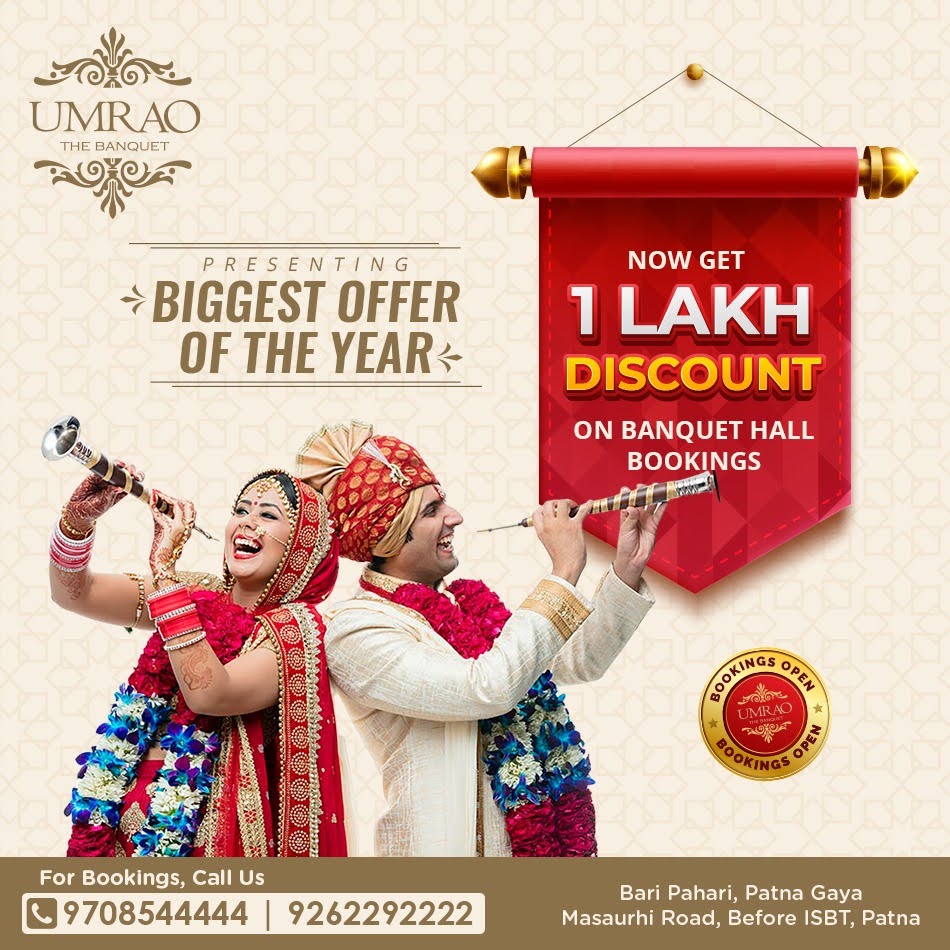 UMRAO
THE BANQUET
PRESENTING
BIGGEST OFFER
OF THE YEAR
NOW GET
1 LAKH
DISCOUNT
ON BANQUET HALL
BOOKINGS
BOOKINGS OPEN
UMRAO
THE BANQUET
BOOKINGS OPEN
For Bookings, Call Us
9708544444 | 9262292222
Bari Pahari, Patna Gaya
Masaurhi Road, Before ISBT, Patna